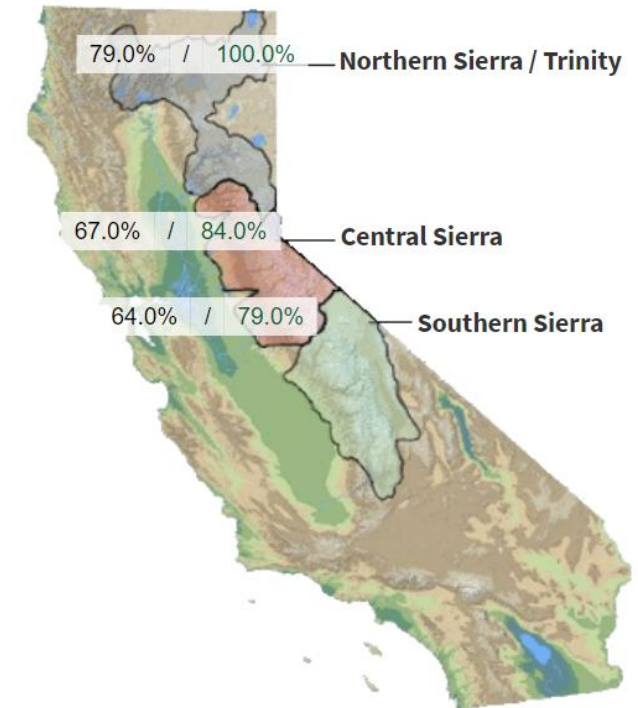 79.0% / 100.0%
Northern Sierra / Trinity
67.0% / 84.0%
Central Sierra
64.0% / 79.0%
Southern Sierra